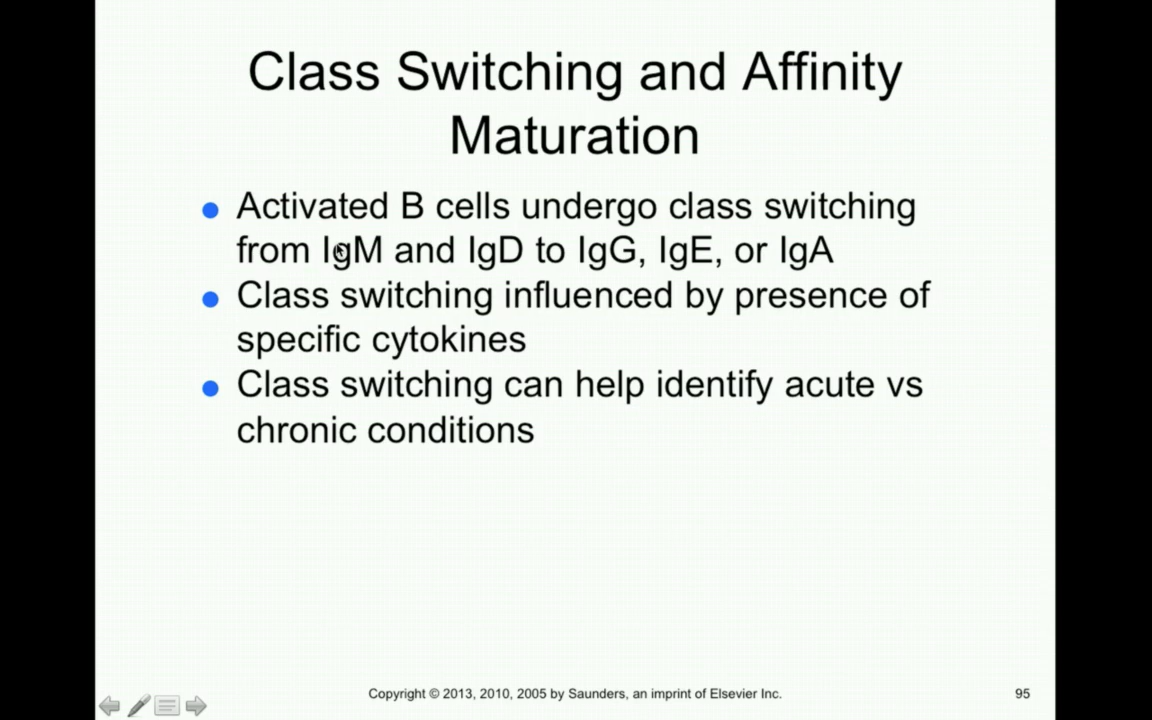 Class Switching and Affinity
Maturation
● Activated B cells undergo class switching
from IgM and IgD to IgG, IgE, or IgA
● Class switching influenced by presence of
specific cytokines
● Class switching can help identify acute vs
chronic conditions
Copyright © 2013, 2010, 2005 by Saunders, an imprint of Elsevier Inc.
95